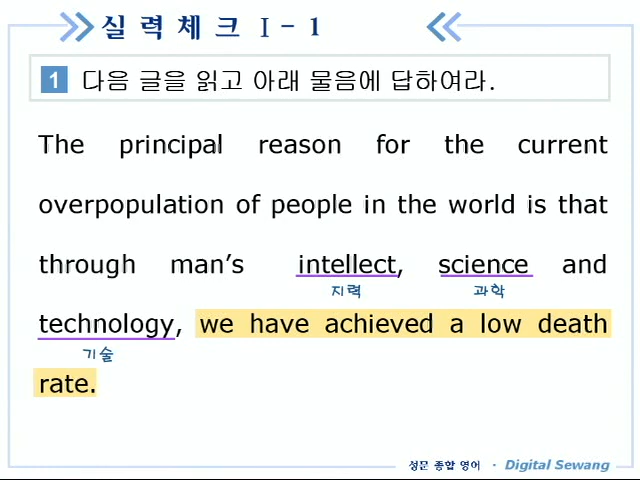 실력체크 I - 1
1 다음 글을 읽고 아래 물음에 답하여라.
The principal reason for the current
overpopulation of people in the world is that
through man’s intellect, science and
지력 과학
technology, we have achieved a low death
기술
rate.
정문 종합 영어 · Digital Sewang